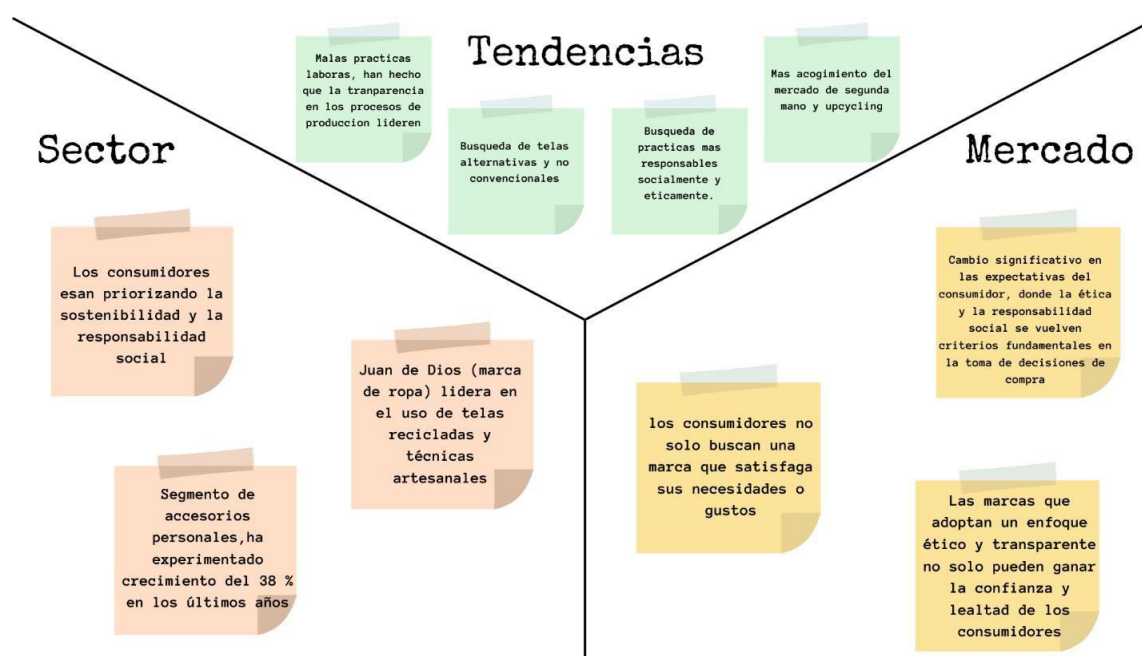 Tendencias
Malas practicas
laboras, han hecho
que la tranparencia
en los procesos de
produccion lideren
Busqueda de telas
alternativas y no
convencionales
Busqueda de
practicas mas
responsables
socialmente y
eticamente.
Mas acogimiento del
mercado de segunda
mano y upcycling
Sector
Los consumidores
esan priorizando la
sostenibilidad y la
responsabilidad
social
Juan de Dios (marca
de ropa) lidera en
el uso de telas
recicladas y
técnicas
artesanales
Segmento de
accesorios
personales,ha
experimentado
crecimiento del 38 %
en los últimos años
Mercado
Cambio significativo en
las expectativas del
consumidor, donde la ética
y la responsabilidad
social se vuelven
criterios fundamentales en
la toma de decisiones de
compra
los consumidores no
solo buscan una
marca que satisfaga
sus necesidades o
gustos
Las marcas que
adoptan un enfoque
ético y transparente
no solo pueden ganar
la confianza y
lealtad de los
consumidores